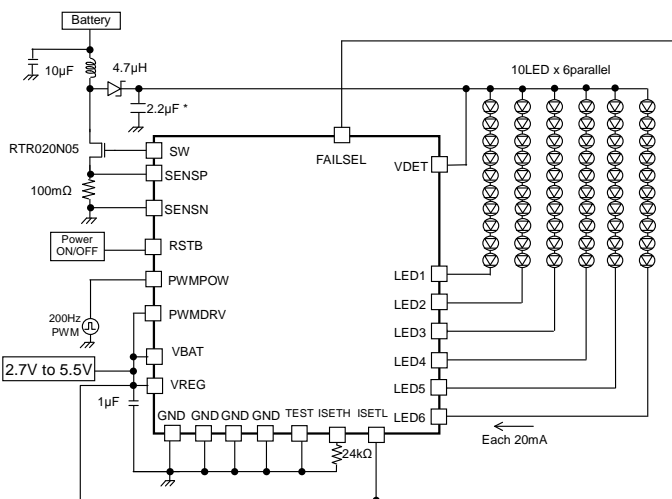 Battery
10µF
4.7µH
10LED x 6parallel
2.2µF *
RTR020N05
SW
FAILSEL
VDET
SENSP
100mΩ
SENSN
Power
ON/OFF
RSTB
PWMPOW
LED1
LED2
200Hz
PWM
PWMDRV
LED3
VBAT
LED4
2.7V to 5.5V
VREG
LED5
1µF
GND GND GND GND TEST ISETH ISETL
LED6
24kΩ
Each 20mA